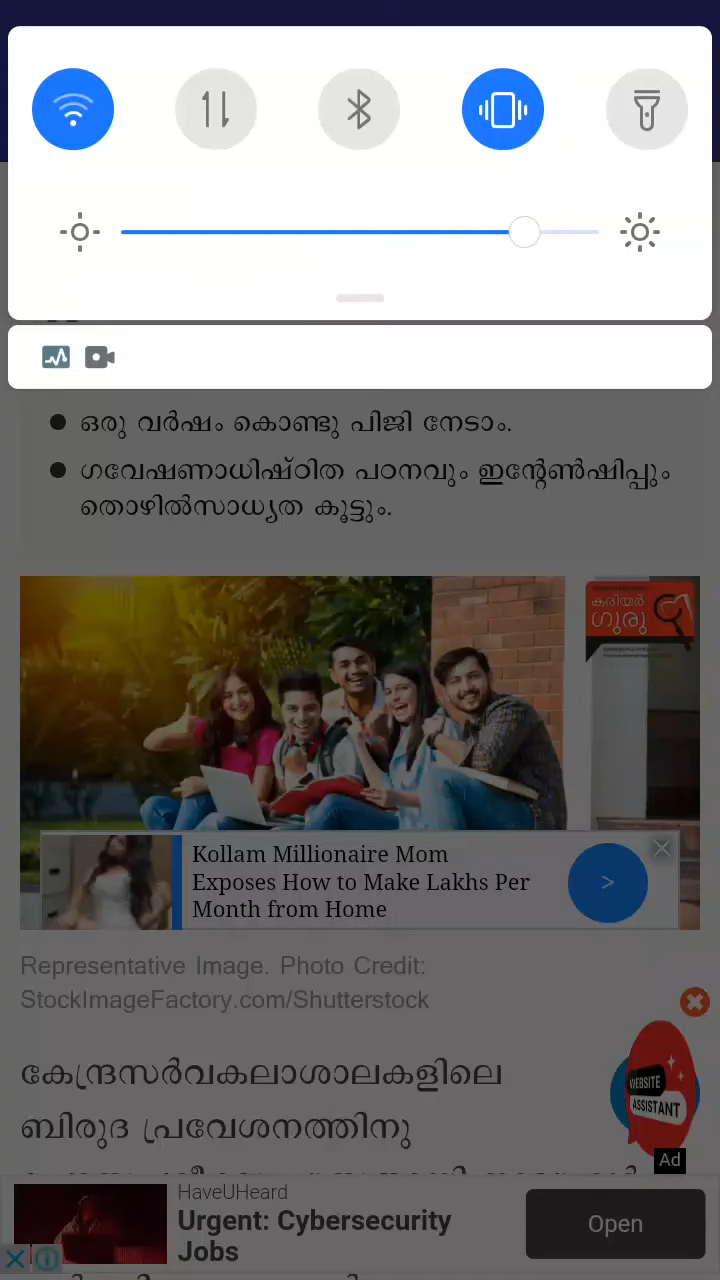 ഒരു വർഷം കൊണ്ടു പിജി നേടാം.
ഗവേഷണാധിഷ്ഠിത പഠനവും ഇന്റേൺഷിപ്പും
തൊഴിൽസാധ്യത കൂട്ടും.
കരിയർ
ഗുരു
Kollam Millionaire Mom
Exposes How to Make Lakhs Per
Month from Home
>
Representative Image. Photo Credit:
StockImageFactory.com/Shutterstock
കേന്ദ്രസർവകലാശാലകളിലെ
ബിരുദ പ്രവേശനത്തിനു
WEBSITE
ASSISTANT
Ad
HaveUHeard
Urgent: Cybersecurity
Jobs
Open